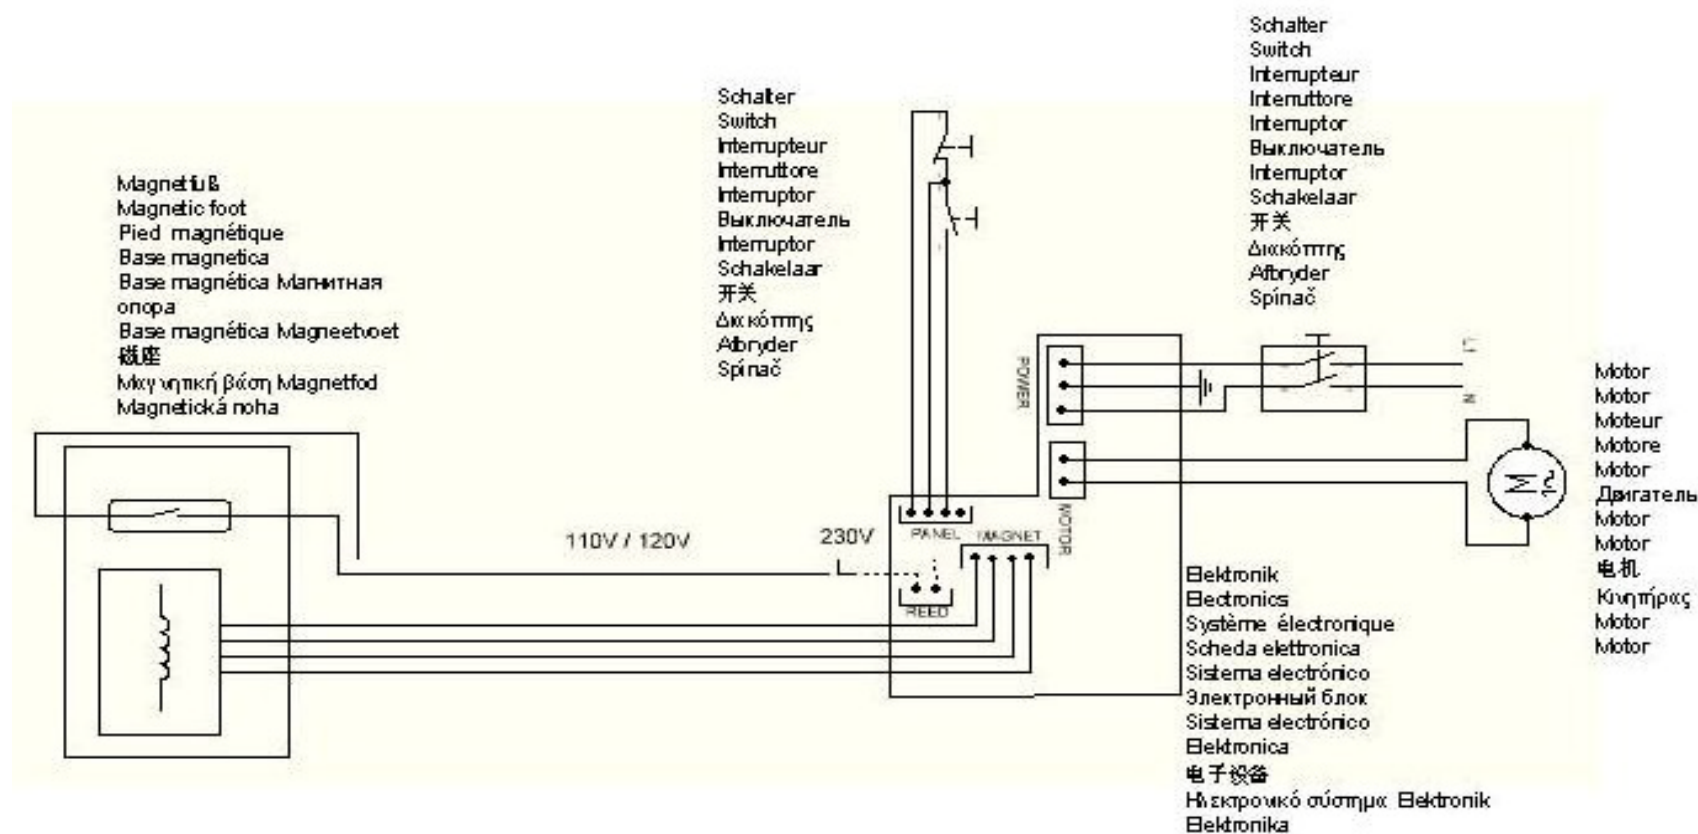 Schalter
Switch
Interrupteur
Interruttore
Interruptor
Выключатель
Interruptor
Schakelaar
开关
Διακόπτης
Afbryder
Spínač
Schalter
Switch
Interrupteur
Interruttore
Interruptor
Выключатель
Interruptor
Schakelaar
开关
Διακόπτης
Afbryder
Spínač
Magnetfuß
Magnetic foot
Pied magnétique
Base magnetica
Base magnética Магнитная
опора
Base magnética Magneetvoet
磁座
Μαγνητική βάση Magnetfod
Magnetická noha
POWER
L1
N
Motor
Motor
Moteur
Motore
Motor
Двигатель
Motor
Motor
电机
Κινητήρας
Motor
Motor
M
110V / 120V
230V
PANEL
MAGNET
MOTOR
REED
Elektronik
Electronics
Système électronique
Scheda elettronica
Sistema electrónico
Электронный блок
Sistema electrónico
Elektronica
电子设备
Ηλεκτρονικό σύστημα Elektronik
Elektronika